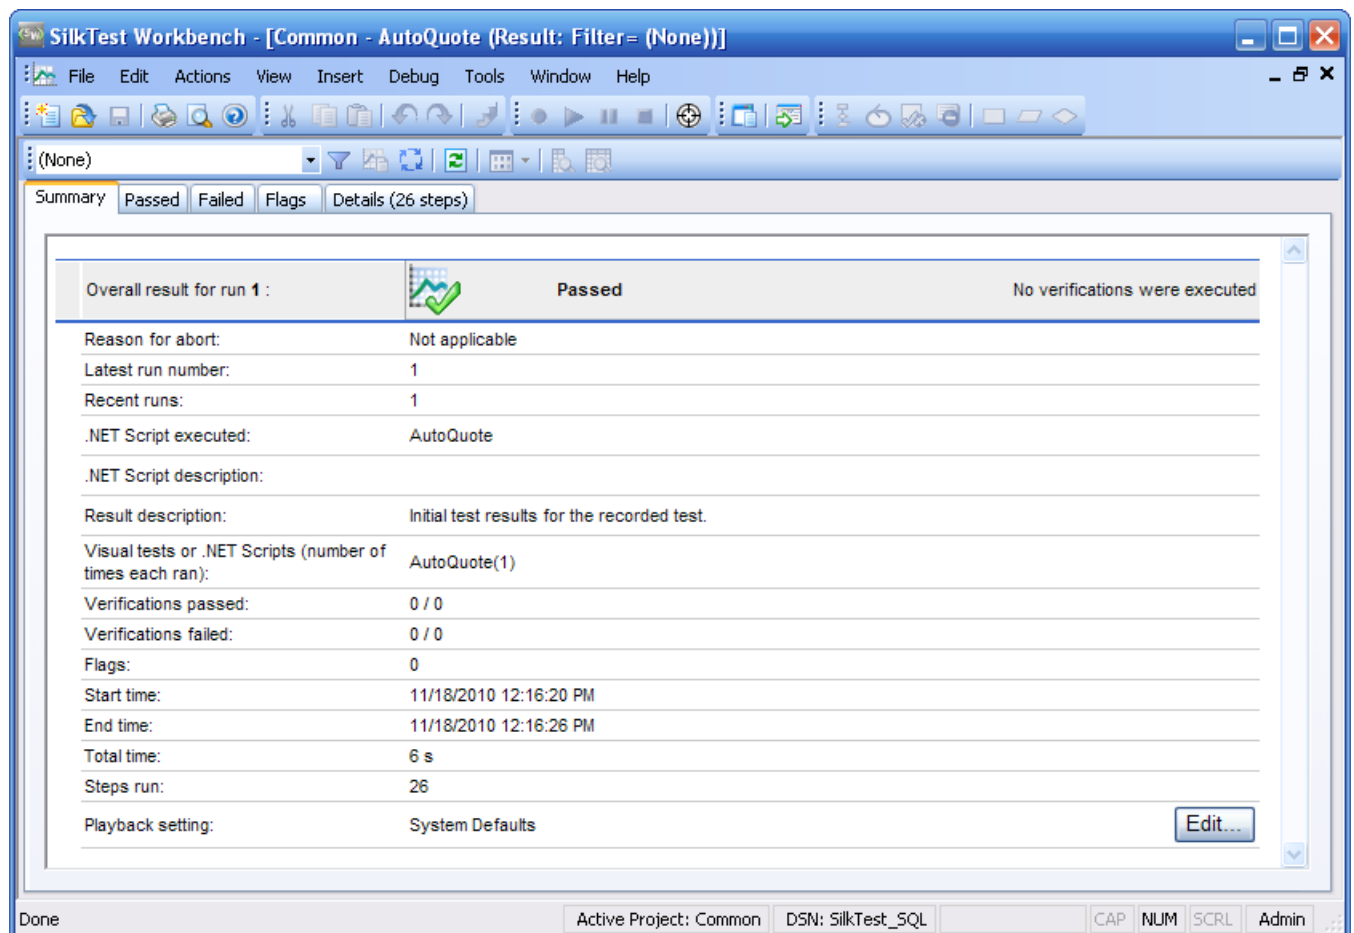 SilkTest Workbench - [Common - AutoQuote (Result: Filter= (None))]
File Edit Actions View Insert Debug Tools Window Help
(None)
Summary Passed Failed Flags Details (26 steps)
Overall result for run 1 : Passed No verifications were executed
Reason for abort: Not applicable
Latest run number: 1
Recent runs: 1
.NET Script executed: AutoQuote
.NET Script description:
Result description: Initial test results for the recorded test.
Visual tests or .NET Scripts (number of
times each ran): AutoQuote(1)
Verifications passed: 0 / 0
Verifications failed: 0 / 0
Flags: 0
Start time: 11/18/2010 12:16:20 PM
End time: 11/18/2010 12:16:26 PM
Total time: 6 s
Steps run: 26
Playback setting: System Defaults Edit...
Done Active Project: Common DSN: SilkTest_SQL CAP NUM SCRL Admin